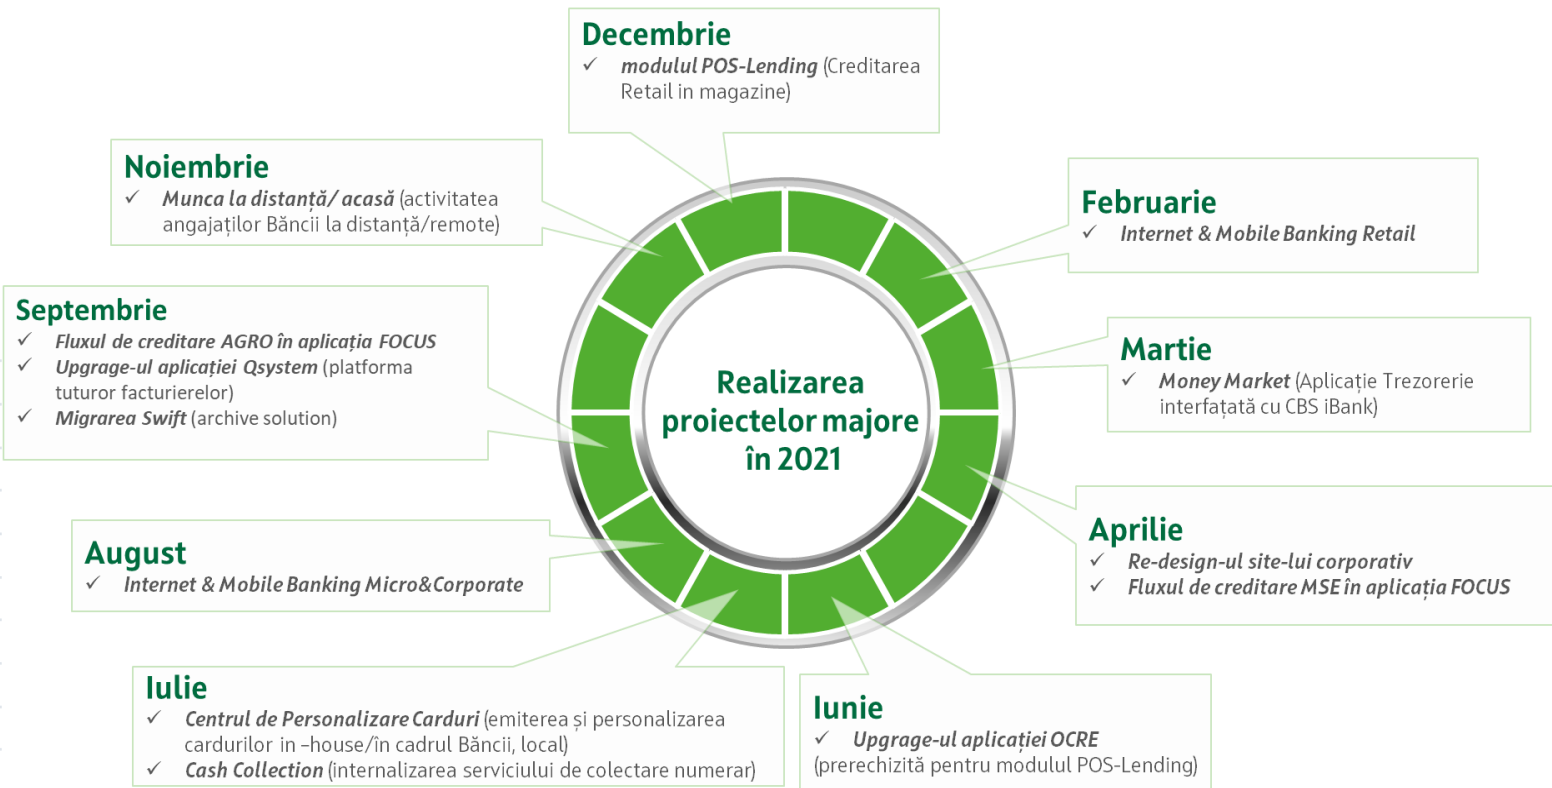 Decembrie
✓ modulul POS-Lending (Creditarea
Retail in magazine)
Noiembrie
✓ Munca la distanță/ acasă (activitatea
angajaților Băncii la distanță/remote)
Februarie
✓ Internet & Mobile Banking Retail
Septembrie
✓ Fluxul de creditare AGRO în aplicația FOCUS
✓ Upgrage-ul aplicației Qsystem (platforma
tuturor facturierelor)
✓ Migrarea Swift (archive solution)
Martie
✓ Money Market (Aplicație Trezorerie
interfațată cu CBS iBank)
Realizarea
proiectelor majore
în 2021
August
✓ Internet & Mobile Banking Micro&Corporate
Aprilie
✓ Re-design-ul site-lui corporativ
✓ Fluxul de creditare MSE în aplicația FOCUS
Iulie
✓ Centrul de Personalizare Carduri (emiterea și personalizarea
cardurilor in –house/în cadrul Băncii, local)
✓ Cash Collection (internalizarea serviciului de colectare numerar)
Iunie
✓ Upgrage-ul aplicației OCRE
(prerechizită pentru modulul POS-Lending)